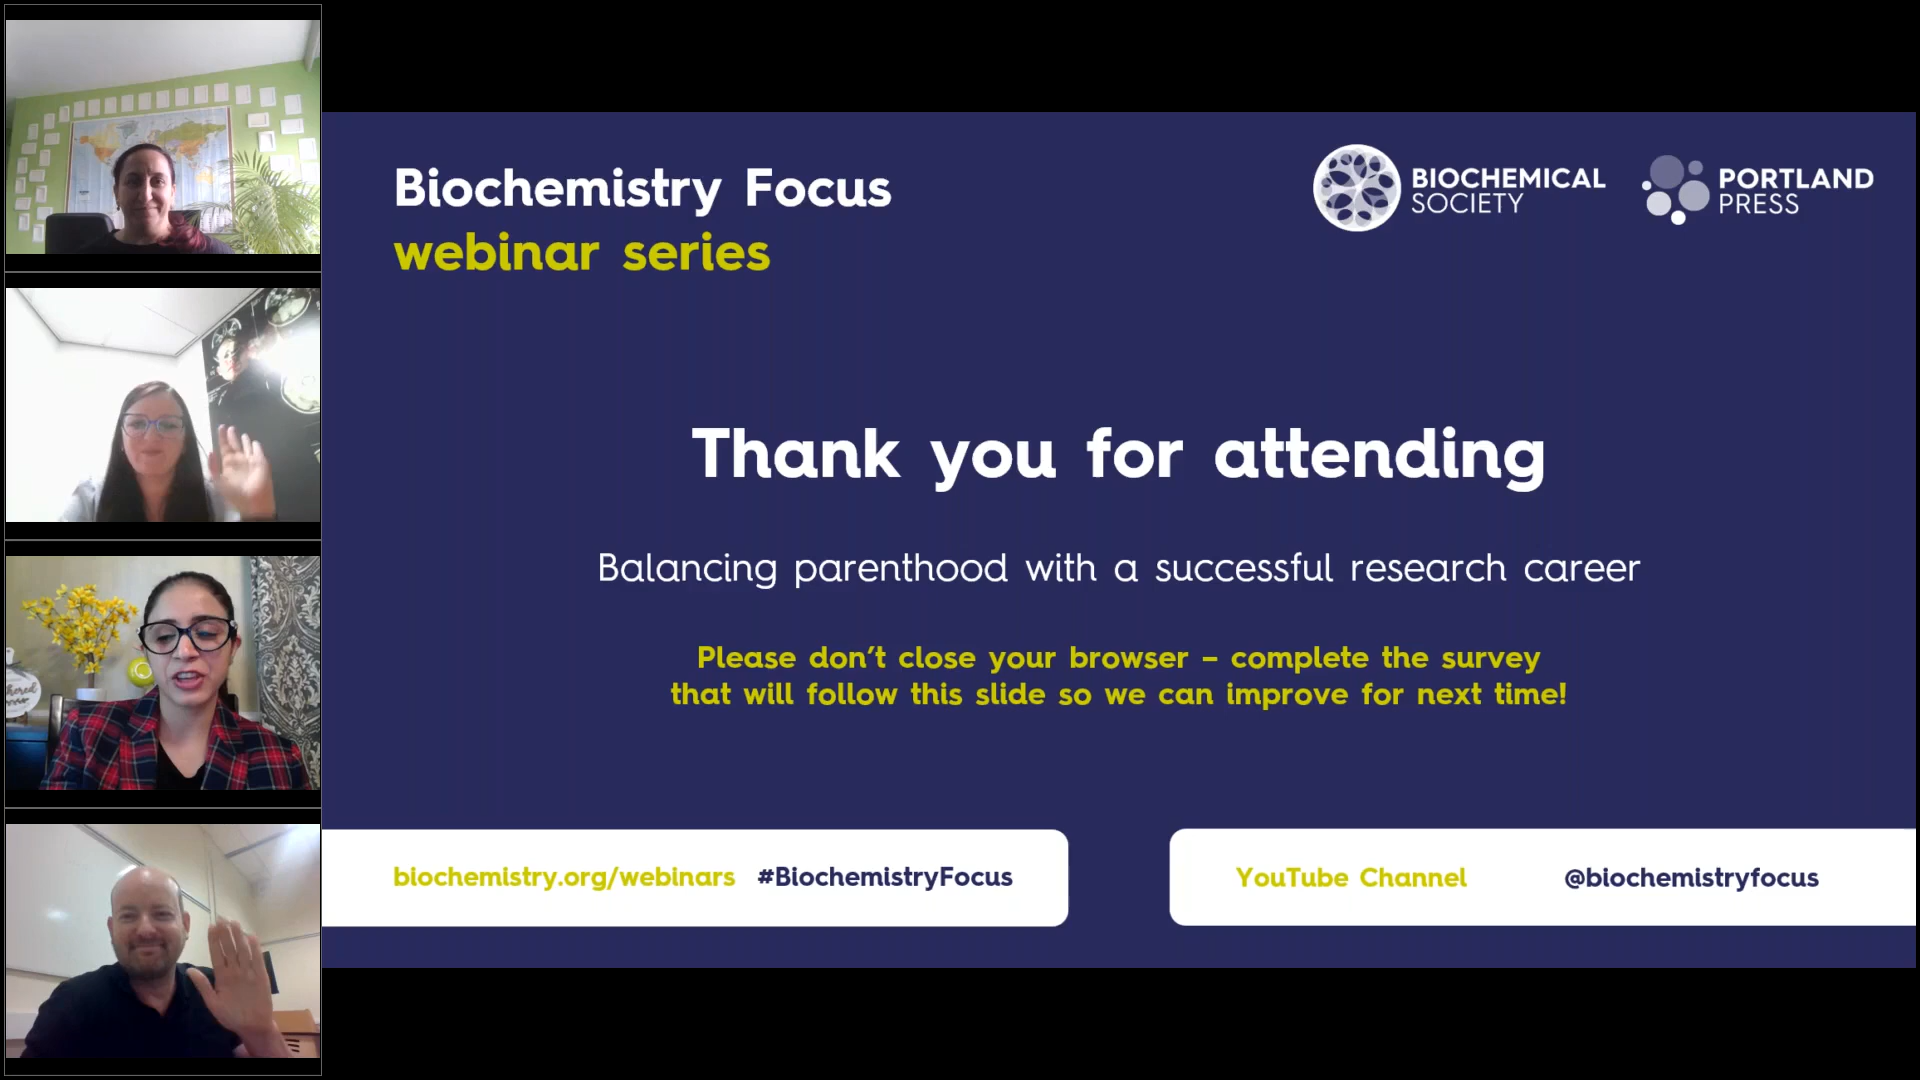 Biochemistry Focus
webinar series
BIOCHEMICAL
SOCIETY
PORTLAND
PRESS
Thank you for attending
Balancing parenthood with a successful research career
Please don’t close your browser – complete the survey
that will follow this slide so we can improve for next time!
biochemistry.org/webinars #BiochemistryFocus
YouTube Channel @biochemistryfocus